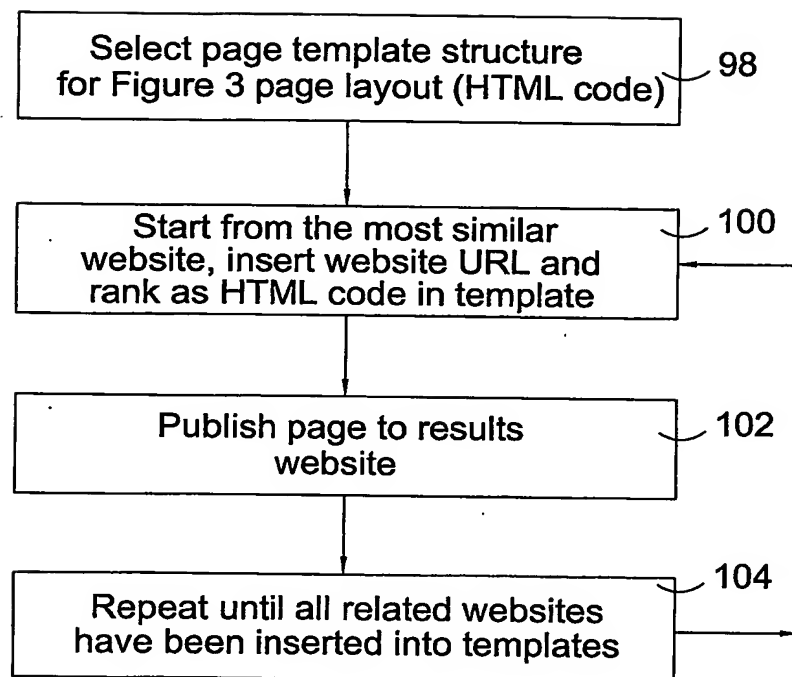 Select page template structure
for Figure 3 page layout (HTML code)
98
Start from the most similar
website, insert website URL and
rank as HTML code in template
100
Publish page to results
website
102
Repeat until all related websites
have been inserted into templates
104